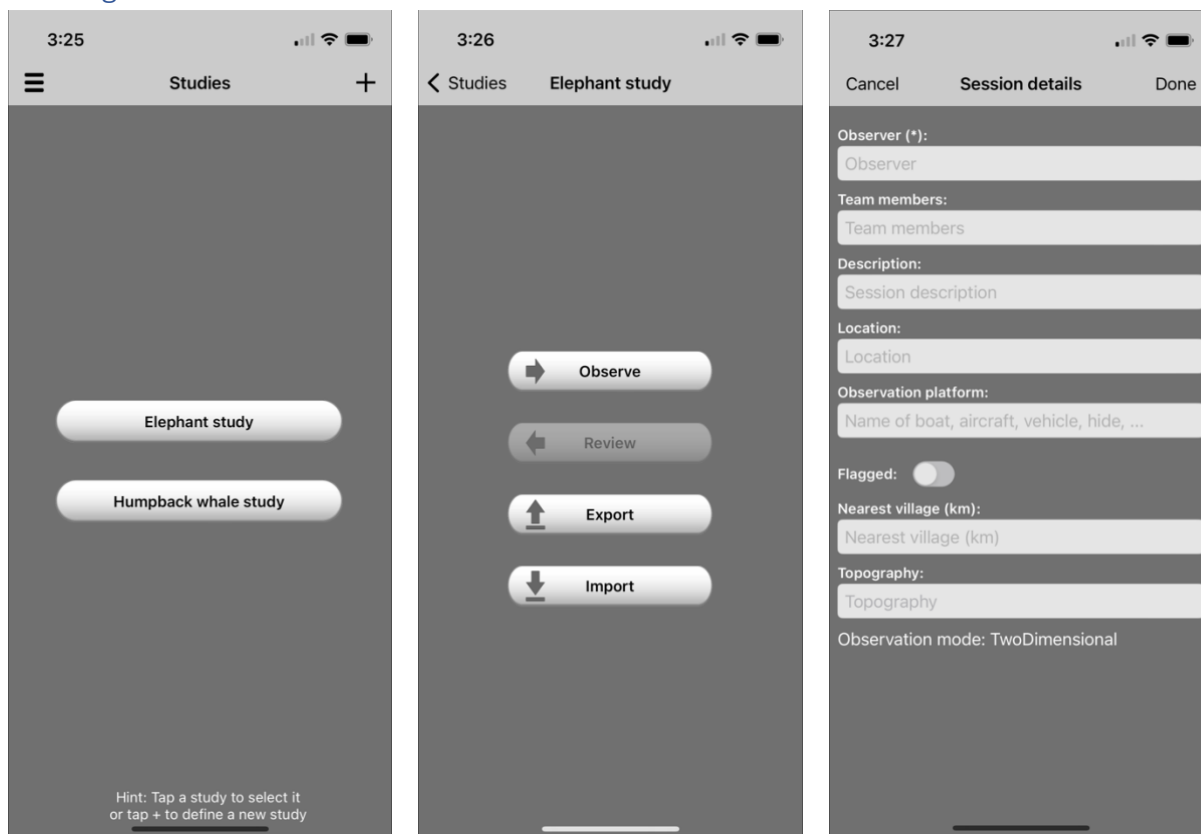 3:25
Studies
Elephant study
Humpback whale study
Hint: Tap a study to select it
or tap + to define a new study
3:26
Studies Elephant study
Observe
Review
Export
Import
3:27
Cancel Session details Done
Observer (*):
Observer
Team members:
Team members
Description:
Session description
Location:
Location
Observation platform:
Name of boat, aircraft, vehicle, hide, ...
Flagged:
Nearest village (km):
Nearest village (km)
Topography:
Topography
Observation mode: TwoDimensional